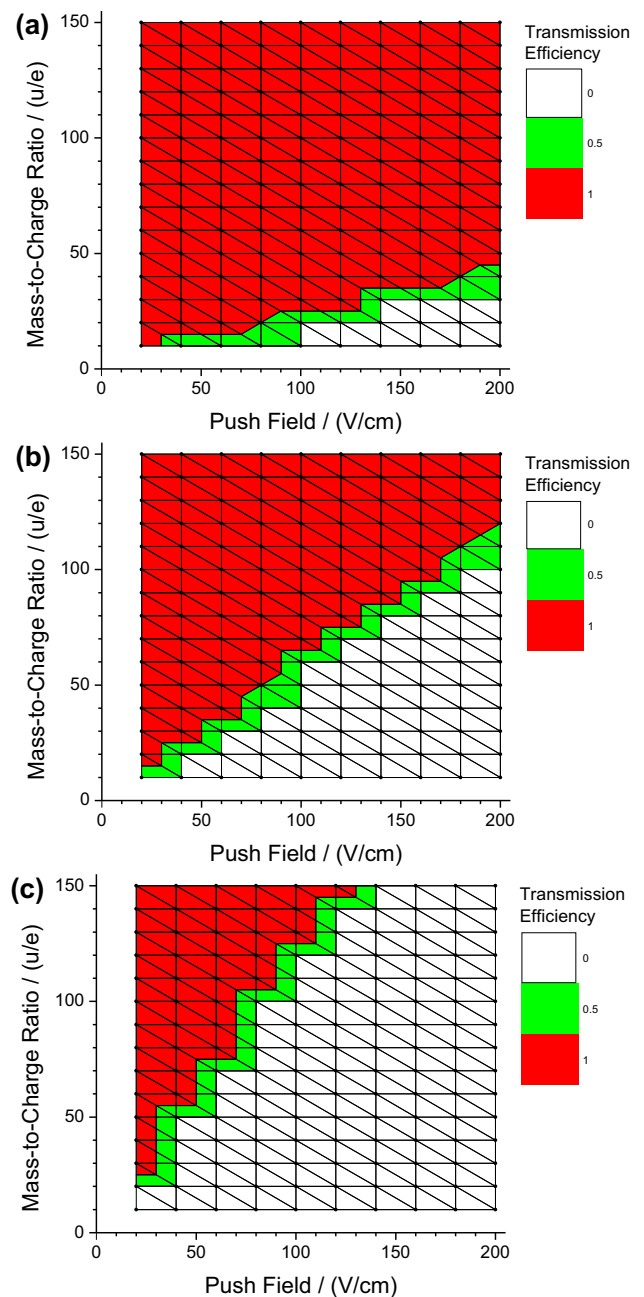 (a)
150
100
50
0
Mass-to-Charge Ratio / (u/e)
0
50
100
150
200
Push Field / (V/cm)
Transmission
Efficiency
0
0.5
1
(b)
150
100
50
0
Mass-to-Charge Ratio / (u/e)
0
50
100
150
200
Push Field / (V/cm)
Transmission
Efficiency
0
0.5
1
(c)
150
100
50
0
Mass-to-Charge Ratio / (u/e)
0
50
100
150
200
Push Field / (V/cm)
Transmission
Efficiency
0
0.5
1